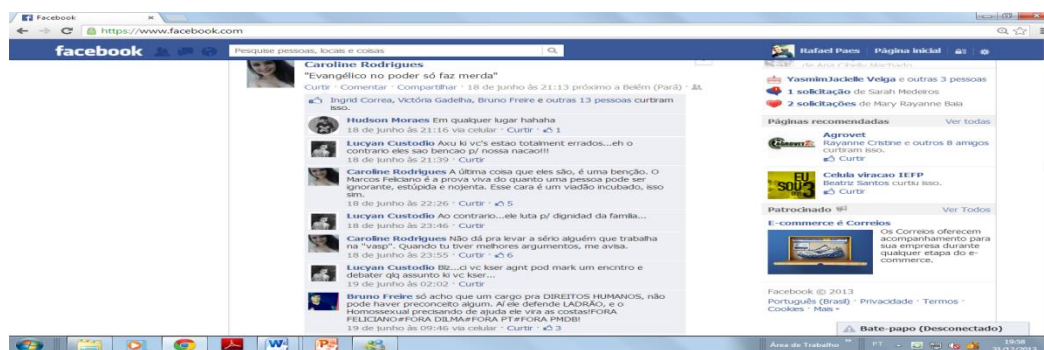 Facebook
https://www.facebook.com
facebook
Pesquise pessoas, locais e coisas
Rafael Paes
Página inicial
Caroline Rodrigues
"Evangélico no poder só faz merda"
Curtir · Comentar · Compartilhar · 18 de junho às 21:13 próximo a Belém (Pará) ·
Ingrid Correa, Victória Gadelha, Bruno Freire e outras 13 pessoas curtiram
isso.
Hudson Moraes Em qualquer lugar hahaha
18 de junho às 21:16 via celular · Curtir · 1
Lucyan Custodio Axu ki vc's estao totalment errados...eh o
contrario eles sao bencao p/ nossa nacao!!!
18 de junho às 21:39 · Curtir
Caroline Rodrigues A última coisa que eles são, é uma benção. O
Marcos Feliciano é a prova viva do quanto uma pessoa pode ser
ignorante, estúpida e nojenta. Esse cara é um viadão incubado, isso
sim.
18 de junho às 22:26 · Curtir · 5
Lucyan Custodio Ao contrario...ele luta p/ dignidad da familia...
18 de junho às 23:46 · Curtir
Caroline Rodrigues Não dá pra levar a sério alguém que trabalha
na "vasp". Quando tu tiver melhores argumentos, me avisa.
18 de junho às 23:55 · Curtir · 6
Lucyan Custodio Blz...ci vc kser agnt pod mark um encntro e
debater qlq assunto ki vc kser...
19 de junho às 02:02 · Curtir
Bruno Freire só acho que um cargo pra DIREITOS HUMANOS, não
pode haver preconceito algum. Aí ele defende LADRÃO, e o
Homossexual precisando de ajuda ele vira as costas!FORA
FELICIANO#FORA DILMA#FORA PT#FORA PMDB!
19 de junho às 09:46 via celular · Curtir · 3
de Ana Cibelly Machado
YasmimJacielle Veiga e outras 3 pessoas
1 solicitação de Sarah Medeiros
2 solicitações de Mary Rayanne Baia
Páginas recomendadas
Ver todas
Agrovet
Rayanne Cristine e outros 8 amigos
curtiram isso.
Curtir
EU
SOU
3
Celula viracao IEFP
Beatriz Santos curtiu isso.
Curtir
Patrocinado
Ver Todos
E-commerce é Correios
Os Correios oferecem
acompanhamento para
sua empresa durante
qualquer etapa do e-
commerce.
Facebook © 2013
Português (Brasil) · Privacidade · Termos ·
Cookies · Mais
Bate-papo (Desconectado)
Área de Trabalho
PT
19:58